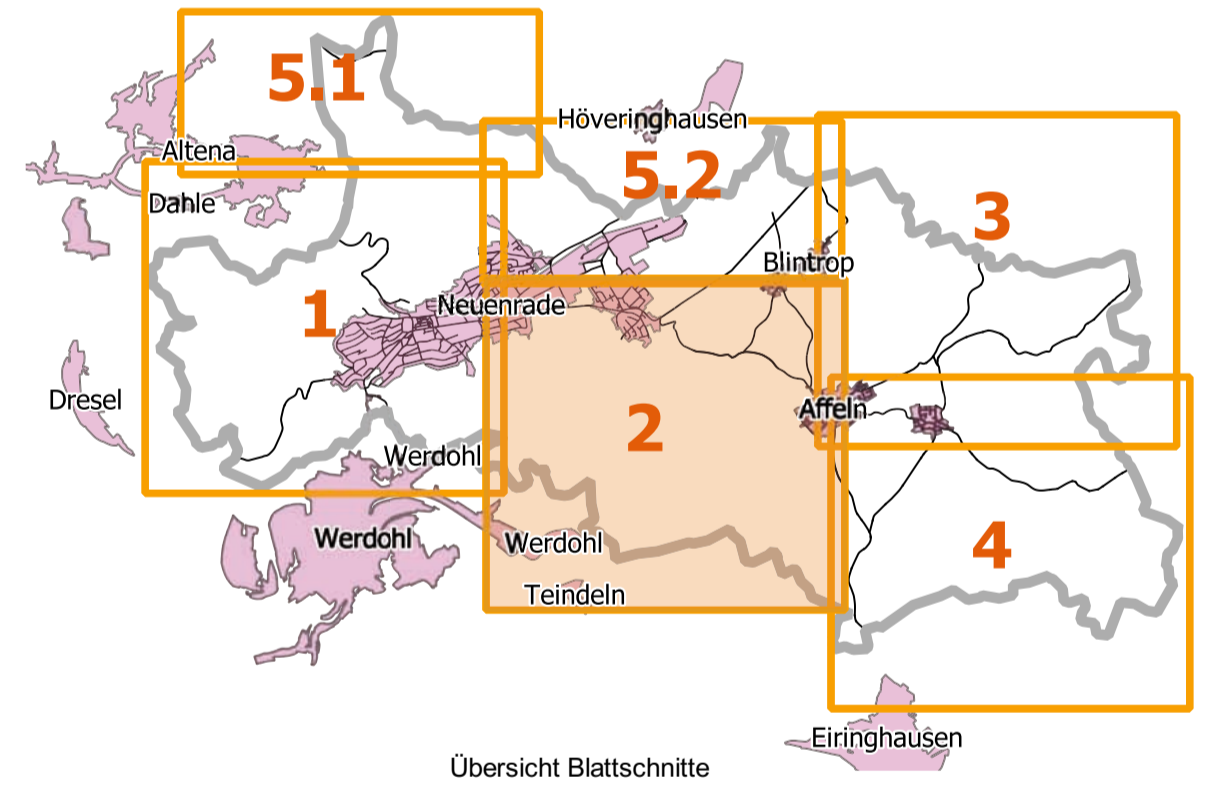 5.1
Höveringhausen
Altena
5.2
Dahle
3
Blintrop
1
Neuenrade
Dresel
Affeln
2
Werdohl
Werdohl
Werdohl
4
Teindeln
Eiringhausen
Übersicht Blattschnitte